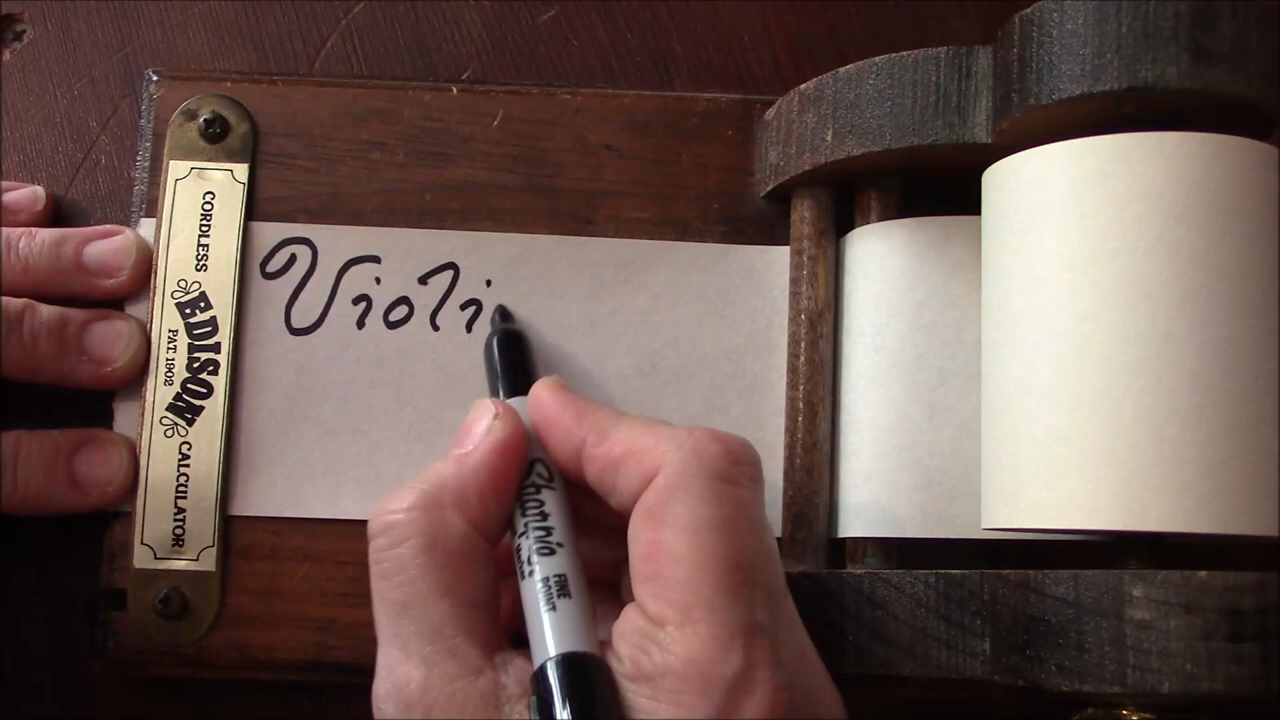 Violi
CORDLESS
EDISON
PAT. 1902
CALCULATOR
Sharpie
FINE
POINT